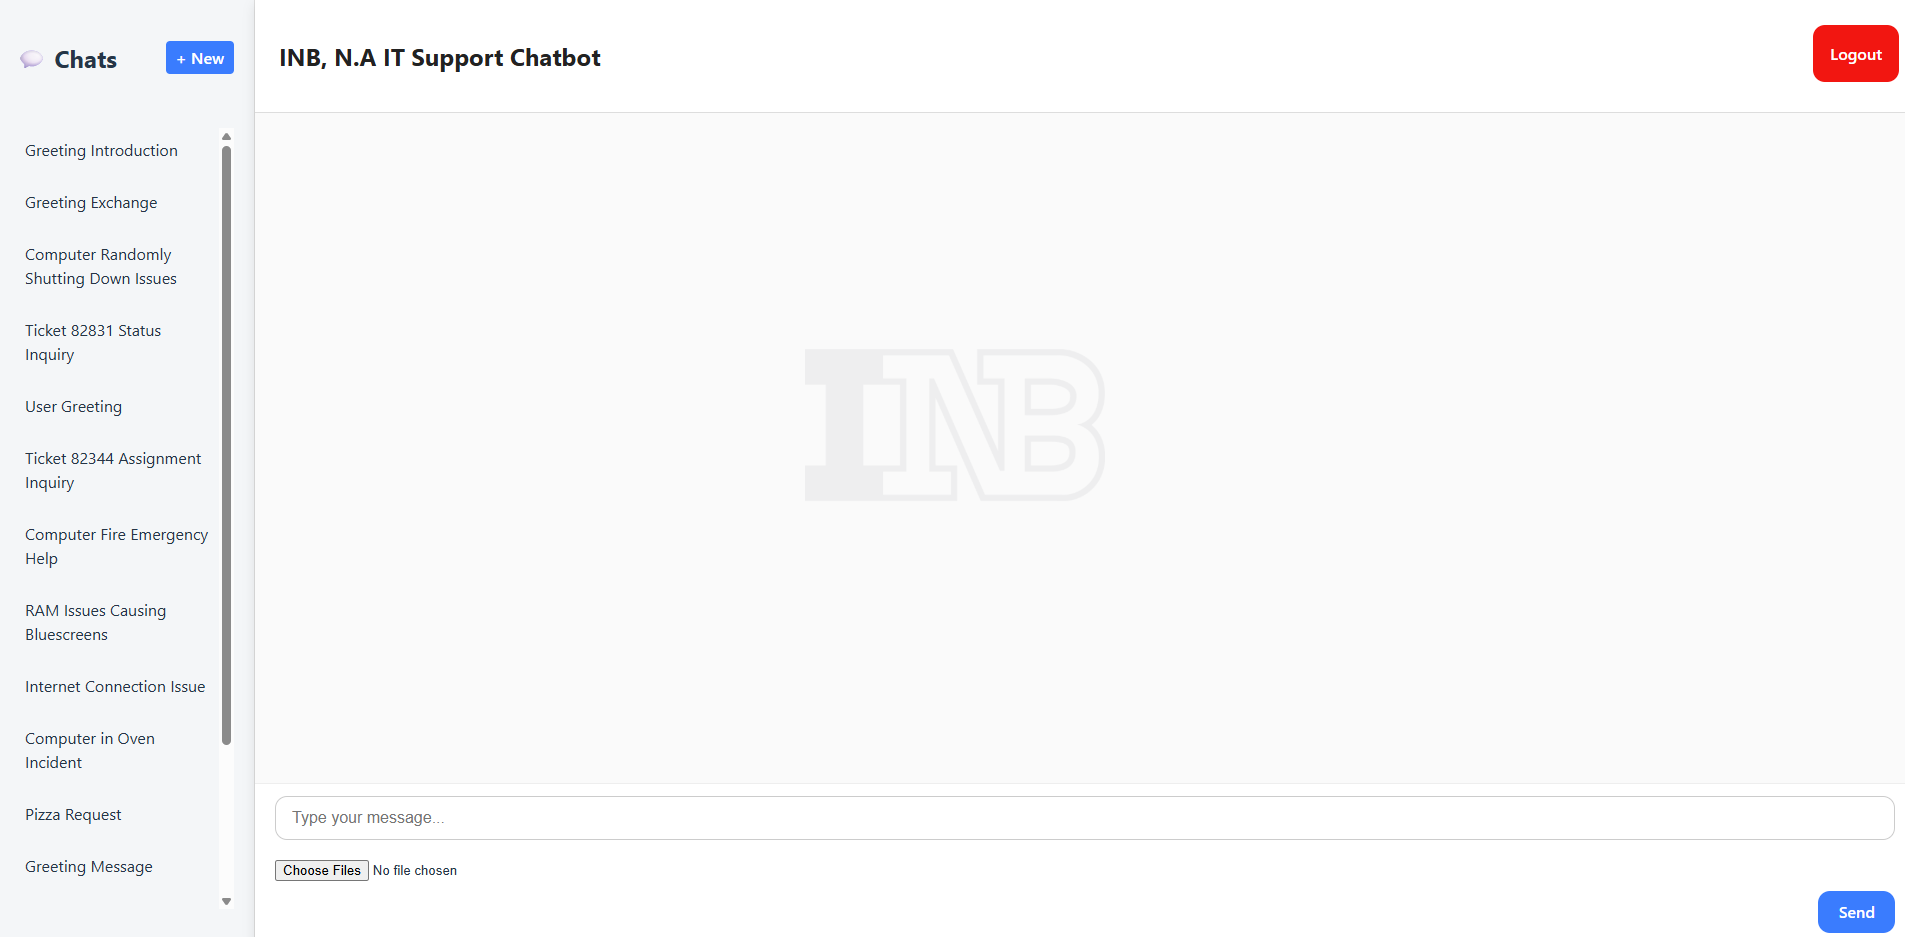 Chats
+ New
Greeting Introduction
Greeting Exchange
Computer Randomly
Shutting Down Issues
Ticket 82831 Status
Inquiry
User Greeting
Ticket 82344 Assignment
Inquiry
Computer Fire Emergency
Help
RAM Issues Causing
Bluescreens
Internet Connection Issue
Computer in Oven
Incident
Pizza Request
Greeting Message
INB, N.A IT Support Chatbot
Logout
INB
Type your message...
Choose Files No file chosen
Send